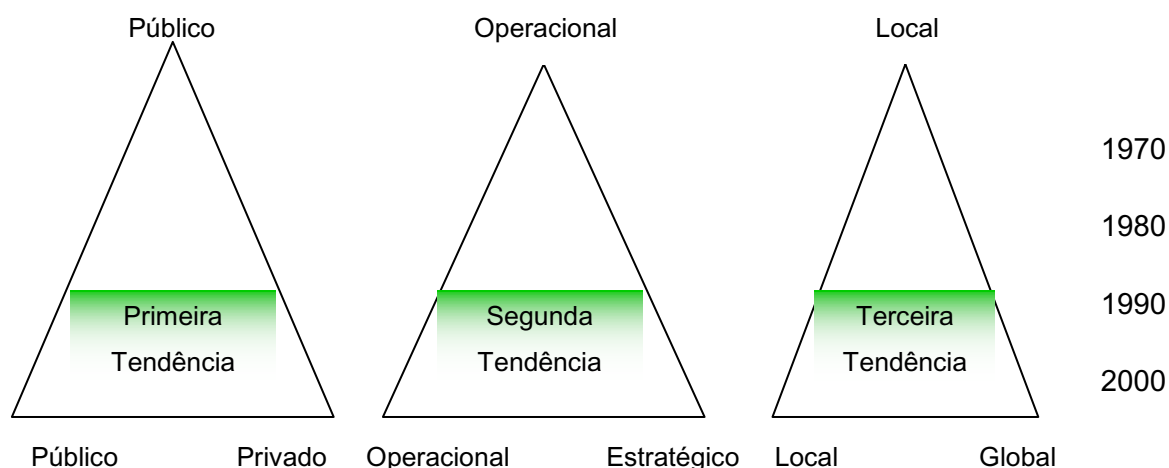 Público Operacional Local
1970
1980
Primeira Segunda Terceira 1990
Tendência Tendência Tendência
2000
Público Privado Operacional Estratégico Local Global